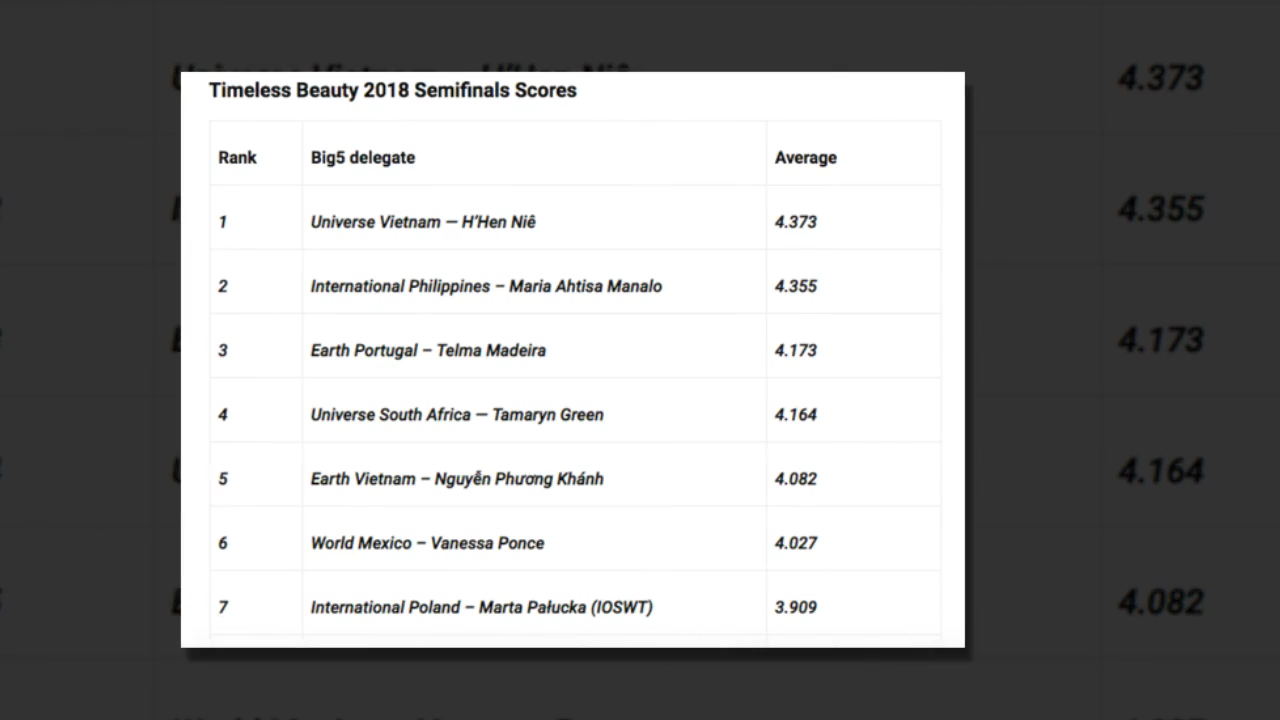 Timeless Beauty 2018 Semifinals Scores
Rank Big5 delegate Average
1 Universe Vietnam — H'Hen Niê 4.373
2 International Philippines – Maria Ahtisa Manalo 4.355
3 Earth Portugal – Telma Madeira 4.173
4 Universe South Africa — Tamaryn Green 4.164
5 Earth Vietnam – Nguyễn Phương Khánh 4.082
6 World Mexico – Vanessa Ponce 4.027
7 International Poland – Marta Pałucka (IOSWT) 3.909
4.373
4.355
4.173
4.164
4.082